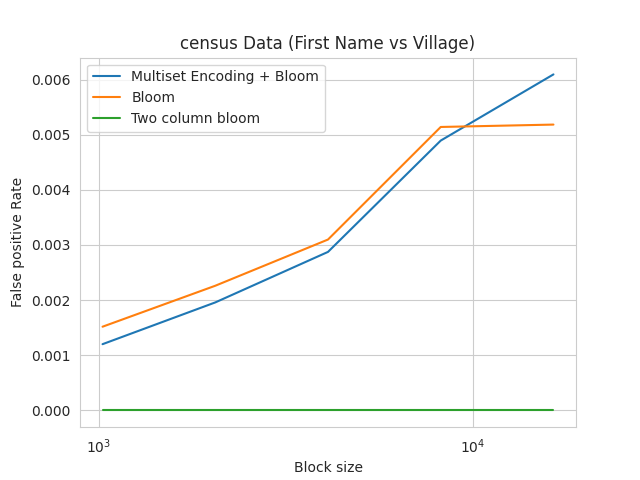 census Data (First Name vs Village)
Multiset Encoding + Bloom
Bloom
Two column bloom
False positive Rate
0.006
0.005
0.004
0.003
0.002
0.001
0.000
10³
10⁴
Block size